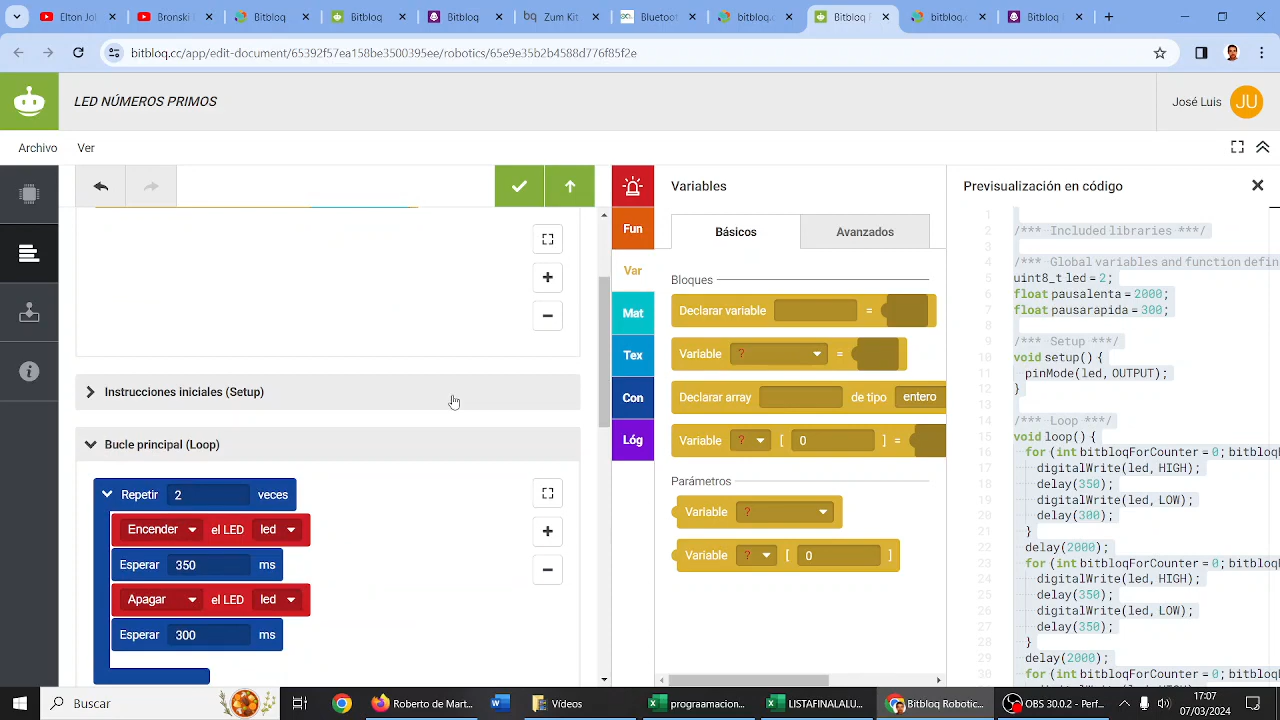 Elton Jo
Bronski
Bitbloq
Bitbloq
Bitbloq
Zum Kit
Bluetoot
bitbloq.c
Bitbloq
bitbloq.
Bitbloq
bitbloq.cc/app/edit-document/65392f57ea158be3500395ee/robotics/65e9e35b2b4588d776f85f2e
LED NÚMEROS PRIMOS
José Luis
JU
Archivo
Ver
Instrucciones iniciales (Setup)
Bucle principal (Loop)
Repetir 2 veces
Encender el LED led
Esperar 350 ms
Apagar el LED led
Esperar 300 ms
Fun
Var
Mat
Tex
Con
Lóg
Variables
Básicos
Avanzados
Bloques
Declarar variable =
Variable ? =
Declarar array de tipo entero
Variable ? [ 0 ] =
Parámetros
Variable ?
Variable ? [ 0 ]
Previsualización en código
1
2 /*** Included libraries ***/
3
4 /*** Global variables and function defin
5 uint8_t led = 2;
6 float pausalenta = 2000;
7 float pausarapida = 300;
8
9 /*** Setup ***/
10 void setup() {
11 pinMode(led, OUTPUT);
12 }
13
14 /*** Loop ***/
15 void loop() {
16 for (int bitbloqForCounter = 0; bitbloq
17 digitalWrite(led, HIGH);
18 delay(350);
19 digitalWrite(led, LOW);
20 delay(300);
21 }
22 delay(2000);
23 for (int bitbloqForCounter = 0; bitbloq
24 digitalWrite(led, HIGH);
25 delay(350);
26 digitalWrite(led, LOW);
27 delay(350);
28 }
29 delay(2000);
30 for (int bitbloqForCounter = 0; bitbloq
Buscar
Roberto de Mart...
Vídeos
prograamacion...
LISTAFINALALU...
Bitbloq Robotic...
OBS 30.0.2 - Pr...
17:07
07/03/2024